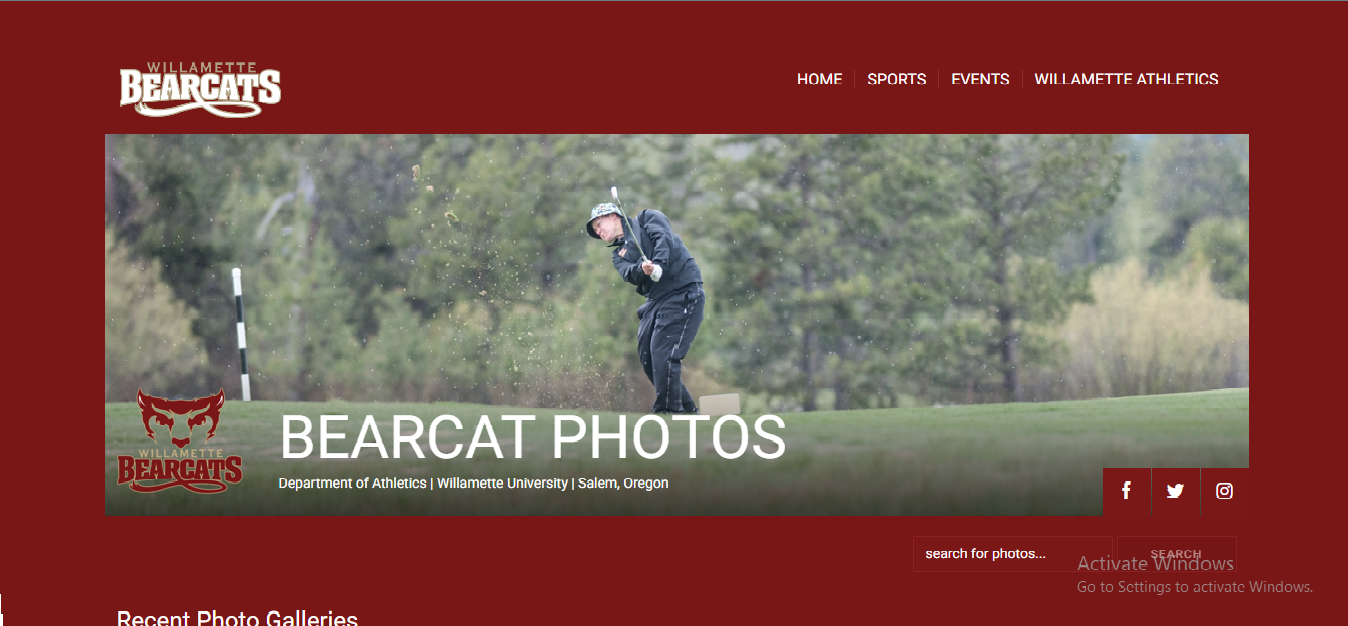 WILLAMETTE
BEARCATS
HOME
SPORTS
EVENTS
WILLAMETTE ATHLETICS
WILLAMETTE
BEARCATS
BEARCAT PHOTOS
Department of Athletics | Willamette University | Salem, Oregon
search for photos...
SEARCH
Activate Windows
Go to Settings to activate Windows.
Recent Photo Galleries